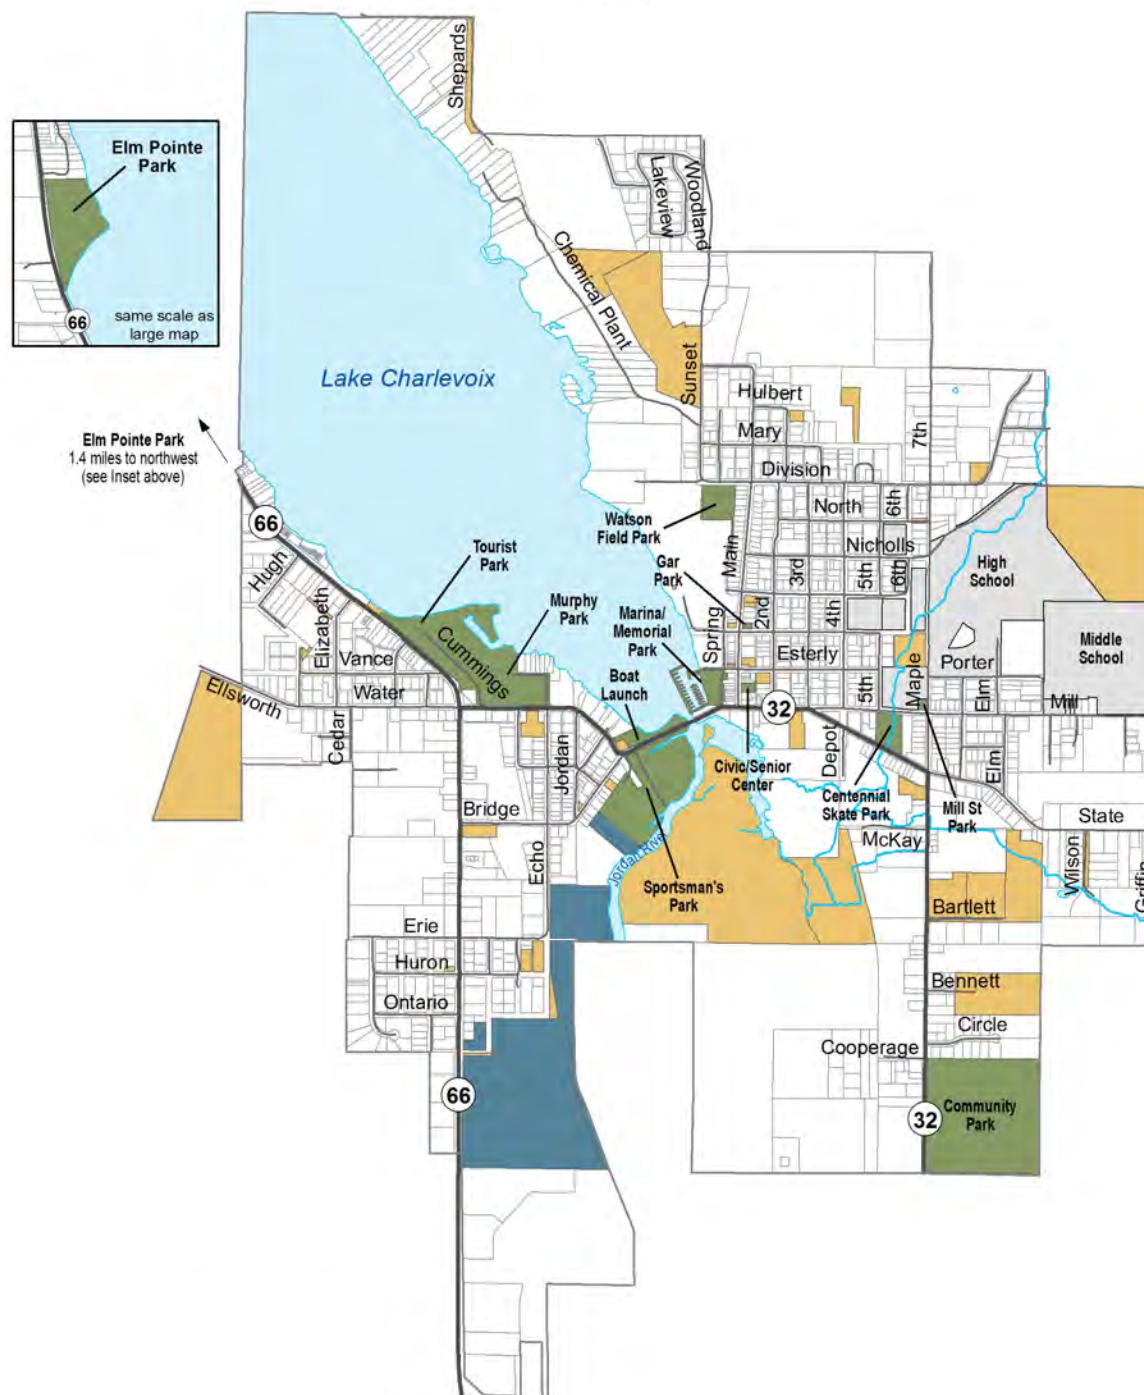 Shepards
Elm Pointe
Park
66
same scale as
large map
Lakeview
Woodland
Chemical Plant
Lake Charlevoix
Sunset
Hulbert
Mary
Division
7th
Elm Pointe Park
1.4 miles to northwest
(see Inset above)
66
Hugh
Elizabeth
Vance
Water
Ellsworth
Cedar
Tourist
Park
Cummings
Murphy
Park
Watson
Field Park
Gar
Park
Marina/
Memorial
Park
Boat
Launch
Main
Spring
2nd
3rd
4th
North
6th
Nicholls
5th
6th
Esterly
5th
Maple
High
School
Middle
School
Porter
Elm
Mill
32
Depot
Elm
Civic/Senior
Center
Centennial
Skate Park
Mill St
Park
State
Jordan
Bridge
Echo
Jordan River
Sportsman's
Park
McKay
Wilson
Griffin
Bartlett
Erie
Huron
Ontario
Bennett
Circle
Cooperage
66
32
Community
Park